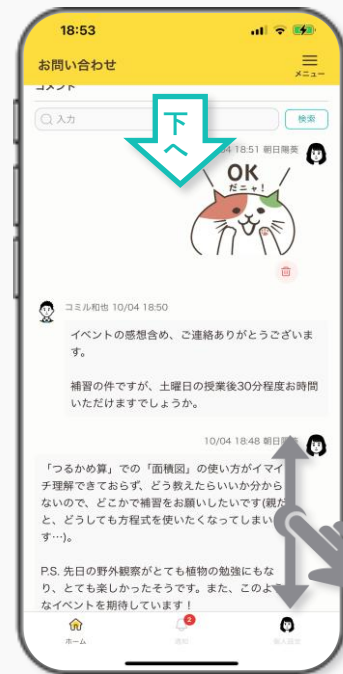 18:53
お問い合わせ
メニュー
コメント
入力
検索
下へ
04 18:51 朝日陽葵
OK
だニャ!
コミル和也 10/04 18:50
イベントの感想含め、ご連絡ありがとうございます。
補習の件ですが、土曜日の授業後30分程度お時間
いただけますでしょうか。
10/04 18:48 朝日
「つるかめ算」での「面積図」の使い方がイマイ
チ理解できておらず、どう教えたらいいか分から
ないので、どこかで補習をお願いしたいです(親だ
と、どうしても方程式を使いたくなってしまい
す…)。
P.S. 先日の野外観察がとても植物の勉強にもな
り、とても楽しかったそうです。また、このよ
なイベントを期待しています!
2
ホーム